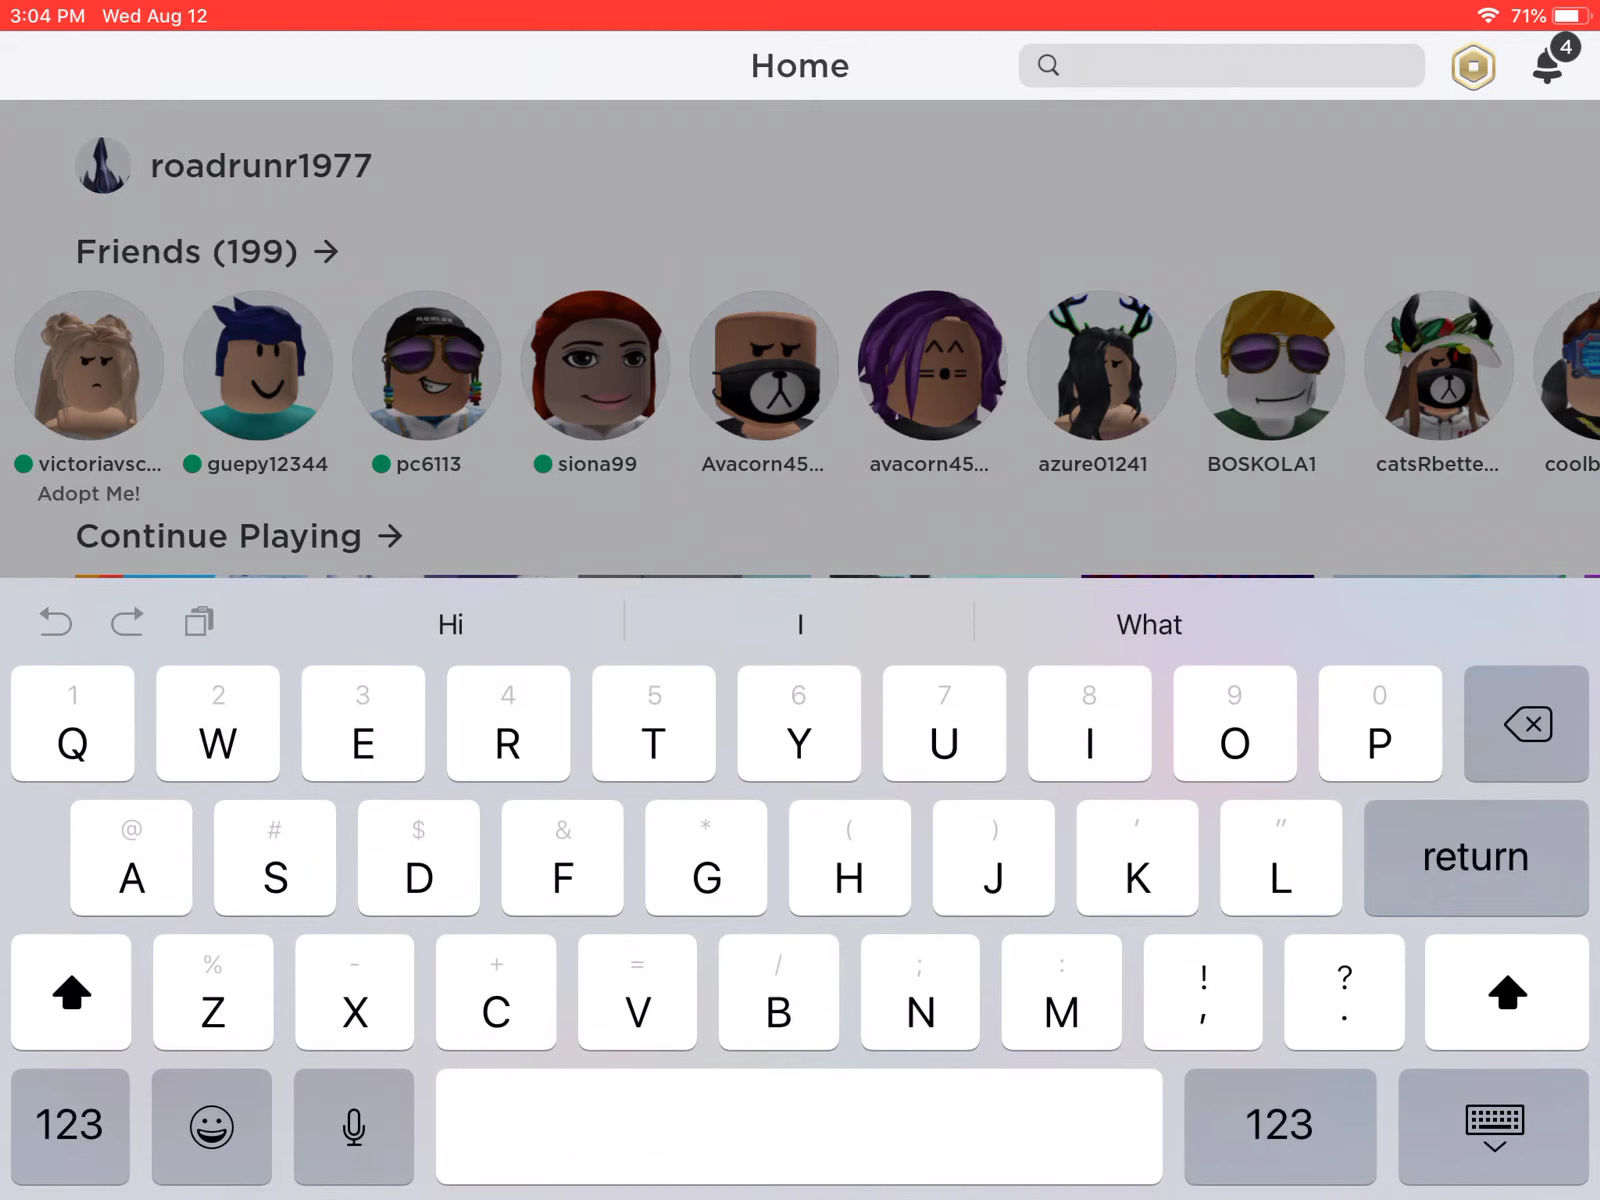 3:04 PM Wed Aug 12 71%
Home
4
roadrunr1977
Friends (199) →
victoriavsc... guepy12344 pc6113 siona99 Avacorn45... avacorn45... azure01241 BOSKOLA1 catsRbette... coolb
Adopt Me!
Continue Playing →
Hi I What
1 2 3 4 5 6 7 8 9 0
Q W E R T Y U I O P
@ # $ & * ( ) ' "
A S D F G H J K L return
% - + = / ; : ! ?
Z X C V B N M , .
123 123